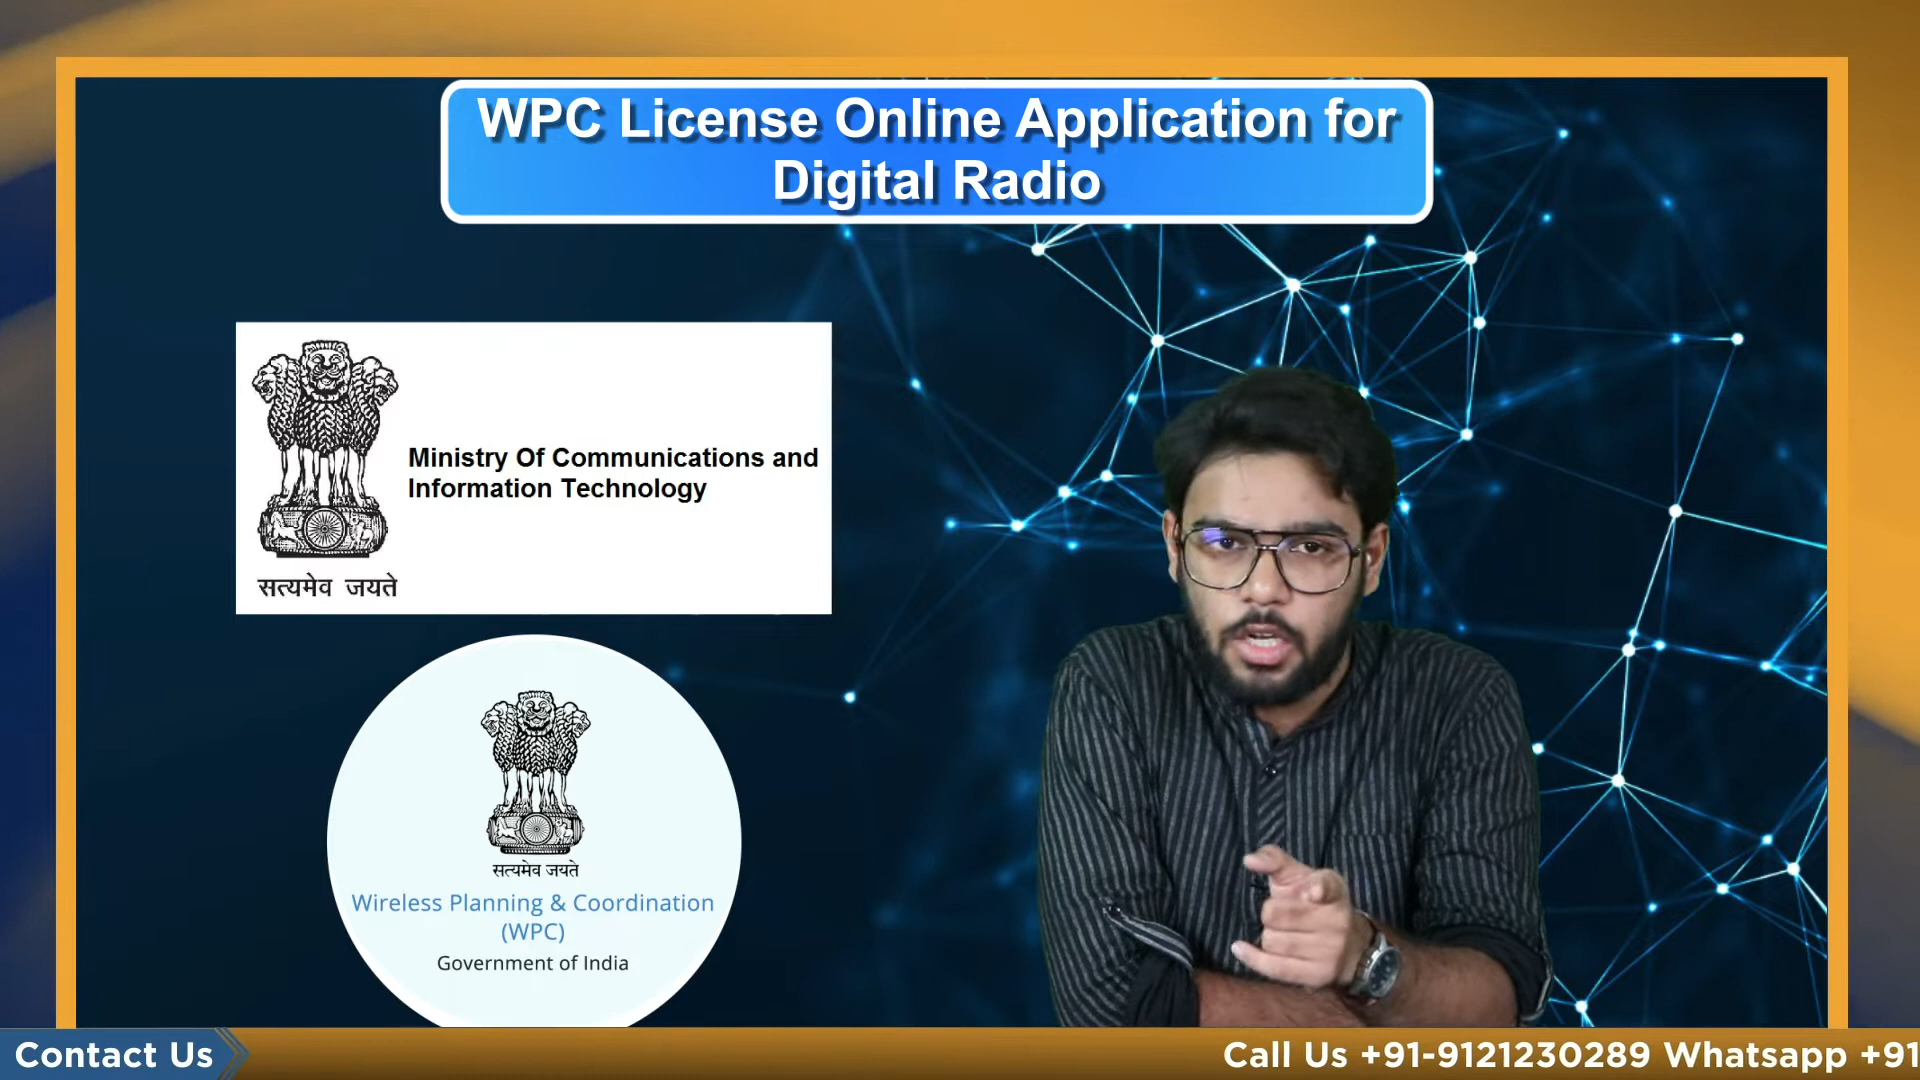 WPC License Online Application for
Digital Radio
Ministry Of Communications and
Information Technology
सत्यमेव जयते
सत्यमेव जयते
Wireless Planning & Coordination
(WPC)
Government of India
Contact Us
Call Us +91-9121230289 Whatsapp +91